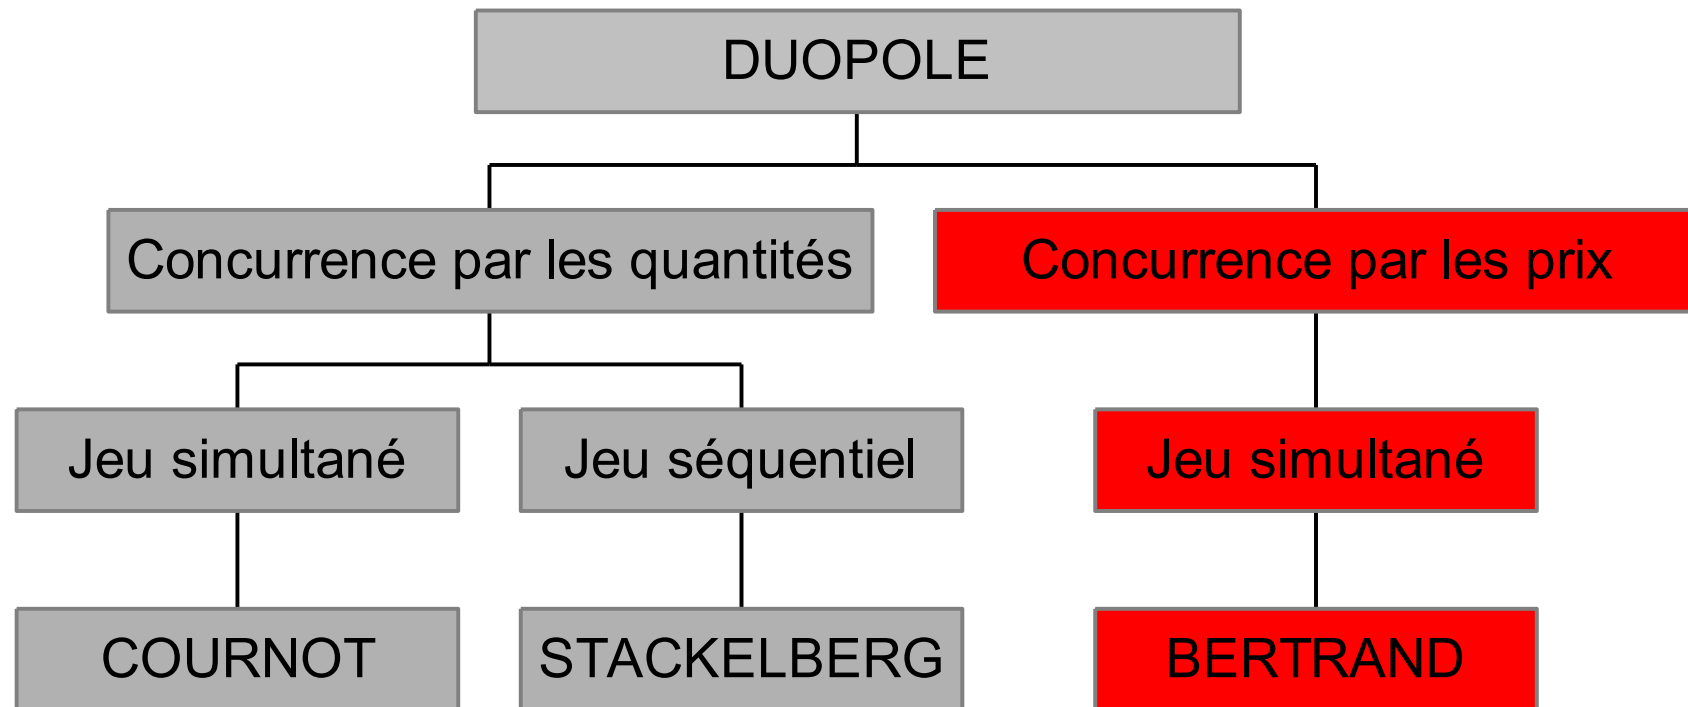 DUOPOLE
Concurrence par les quantités
Concurrence par les prix
Jeu simultané
Jeu séquentiel
Jeu simultané
COURNOT
STACKELBERG
BERTRAND